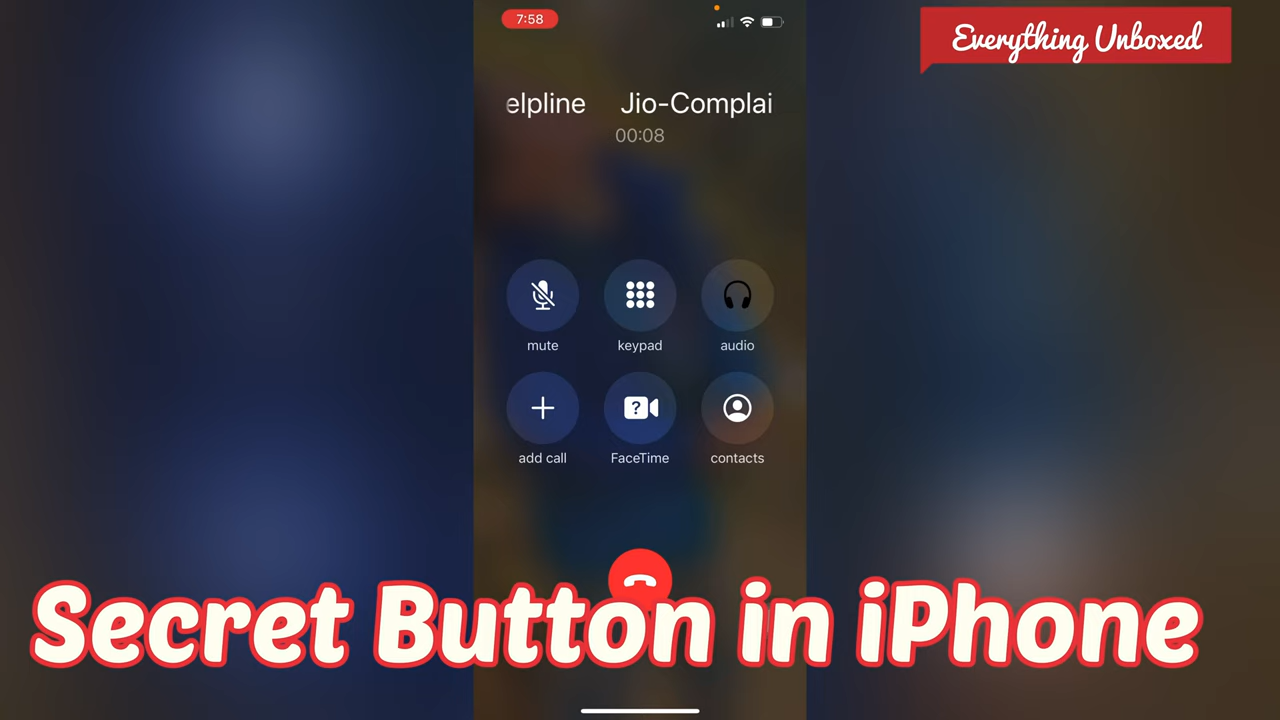 7:58
Everything Unboxed
elpline Jio-Complai
00:08
mute keypad audio
?
add call FaceTime contacts
Secret Button in iPhone